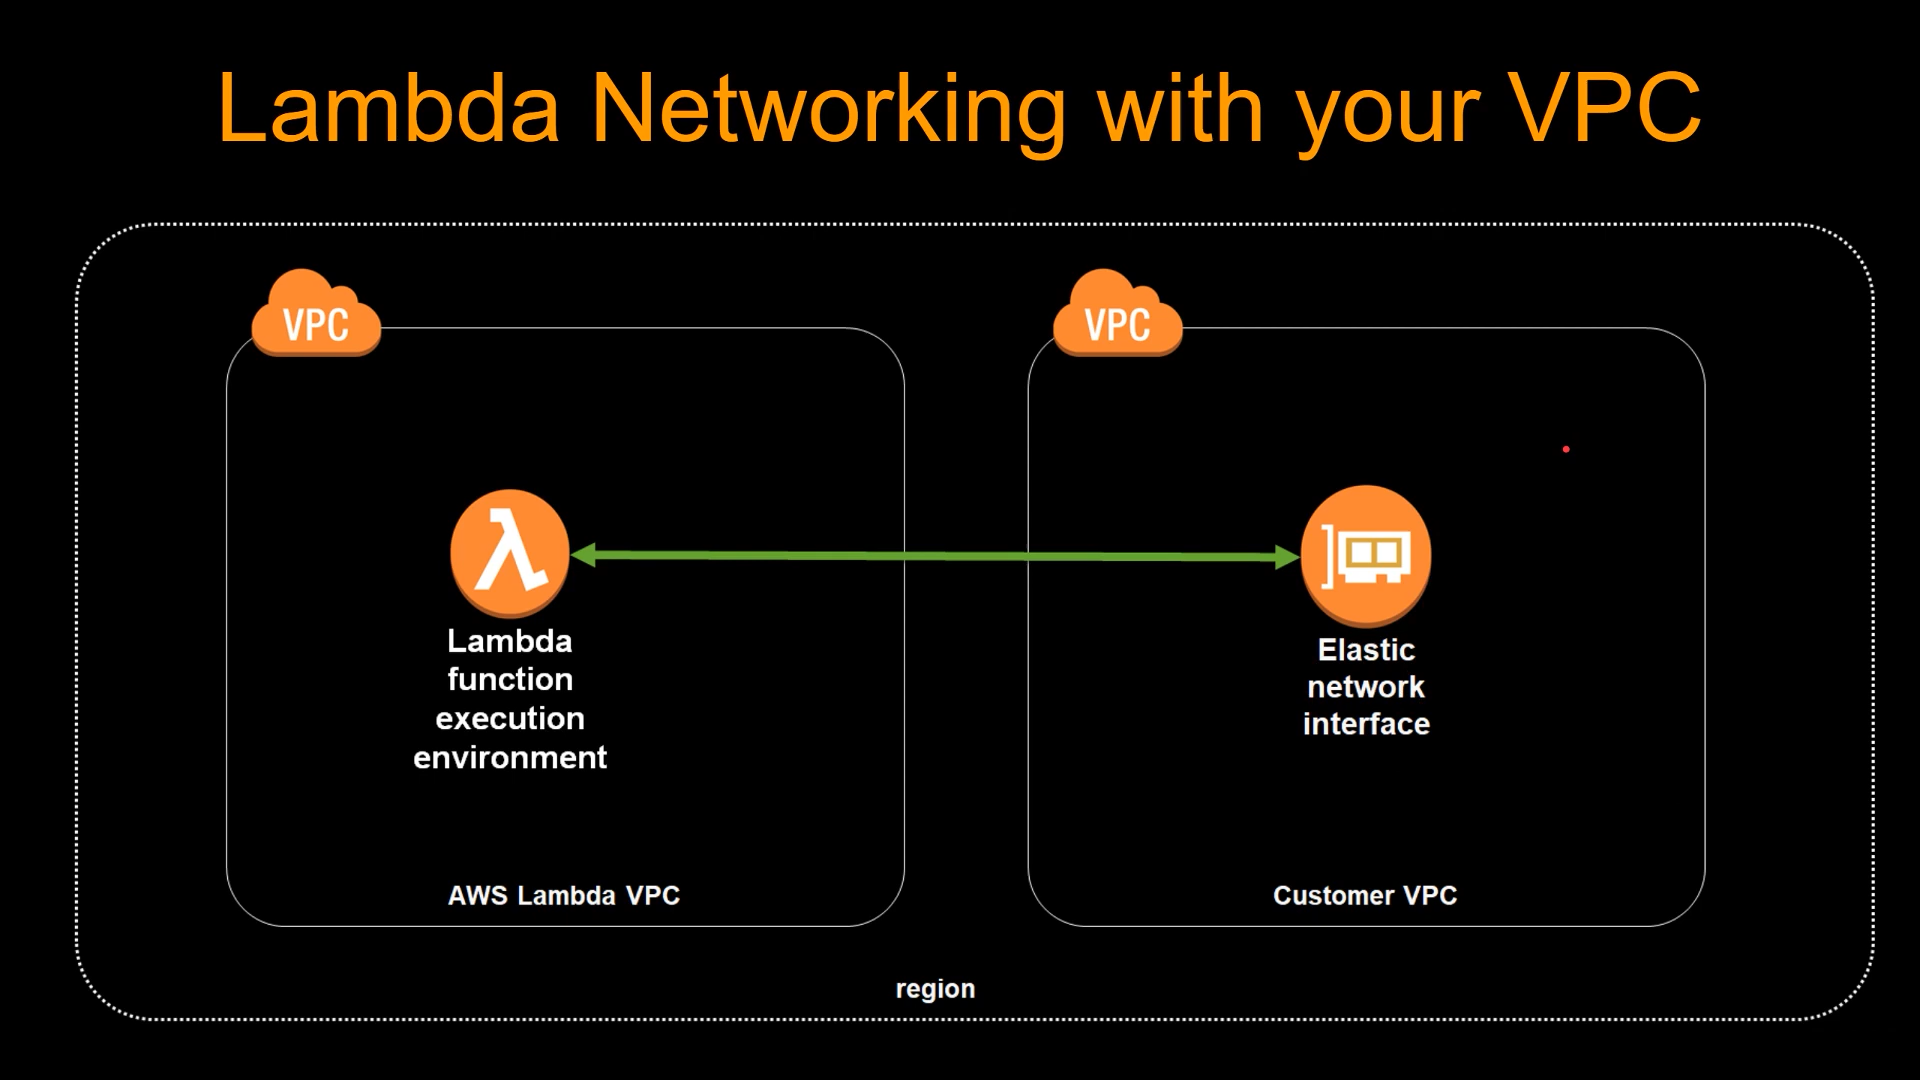 Lambda Networking with your VPC
VPC
VPC
Lambda
function
execution
environment
Elastic
network
interface
AWS Lambda VPC
Customer VPC
region